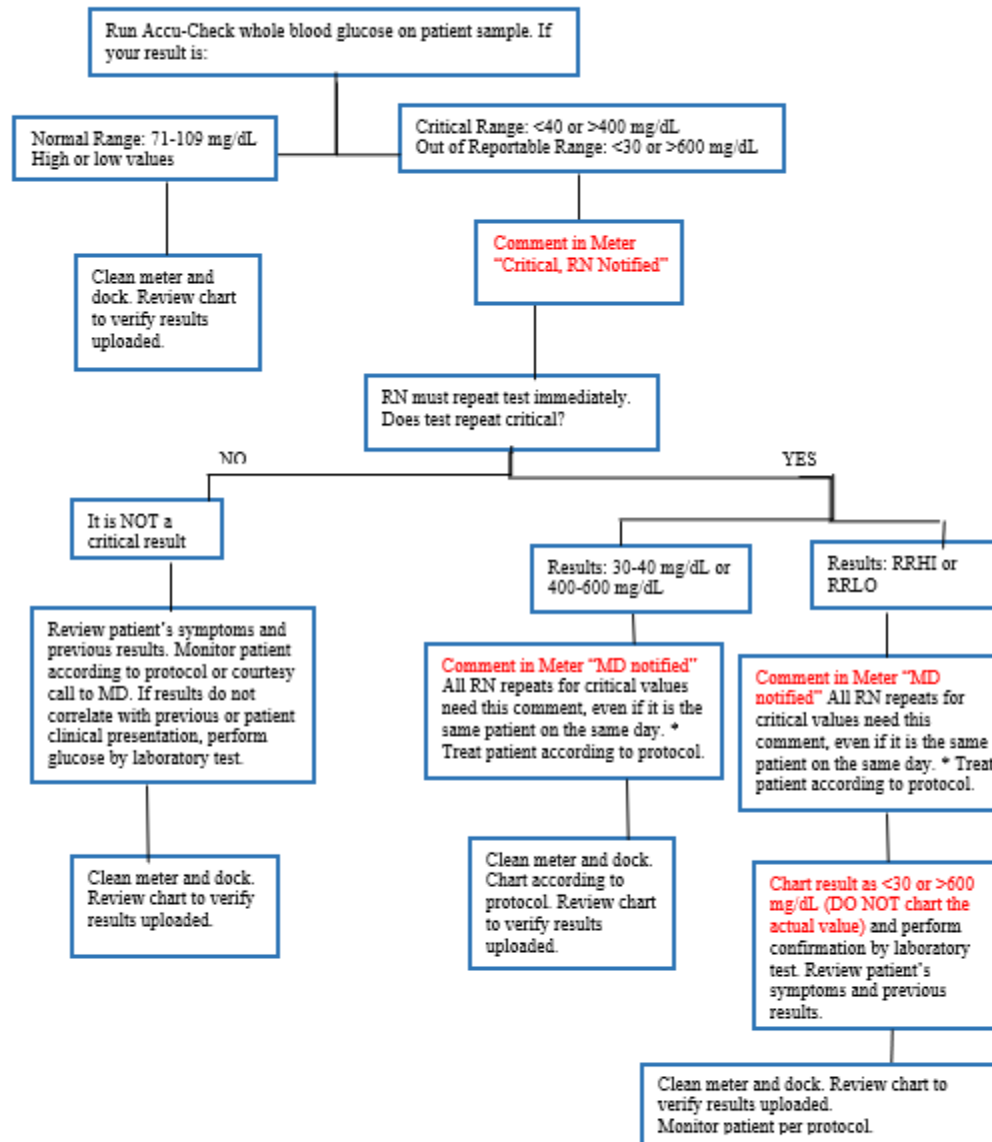 Run Accu-Check whole blood glucose on patient sample. If
your result is:
Normal Range: 71-109 mg/dL
High or low values
Critical Range: <40 or >400 mg/dL
Out of Reportable Range: <30 or >600 mg/dL
Clean meter and
dock. Review chart
to verify results
uploaded.
Comment in Meter
“Critical, RN Notified”
RN must repeat test immediately.
Does test repeat critical?
NO
YES
It is NOT a
critical result
Results: 30-40 mg/dL or
400-600 mg/dL
Results: RRHI or
RRLO
Review patient’s symptoms and
previous results. Monitor patient
according to protocol or courtesy
call to MD. If results do not
correlate with previous or patient
clinical presentation, perform
glucose by laboratory test.
Comment in Meter “MD notified”
All RN repeats for critical values
need this comment, even if it is the
same patient on the same day. *
Treat patient according to protocol.
Comment in Meter “MD
notified” All RN repeats for
critical values need this
comment, even if it is the same
patient on the same day. * Treat
patient according to protocol.
Clean meter and dock.
Review chart to verify
results uploaded.
Clean meter and dock.
Chart according to
protocol. Review chart
to verify results
uploaded.
Chart result as <30 or >600
mg/dL (DO NOT chart the
actual value) and perform
confirmation by laboratory
test. Review patient’s
symptoms and previous
results.
Clean meter and dock. Review chart to
verify results uploaded.
Monitor patient per protocol.